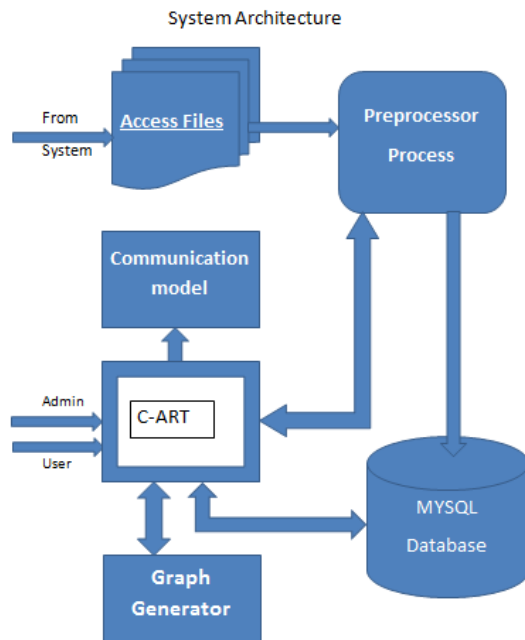 System Architecture
From
System
Access Files
Preprocessor
Process
Communication
model
Admin
User
C-ART
MYSQL
Database
Graph
Generator